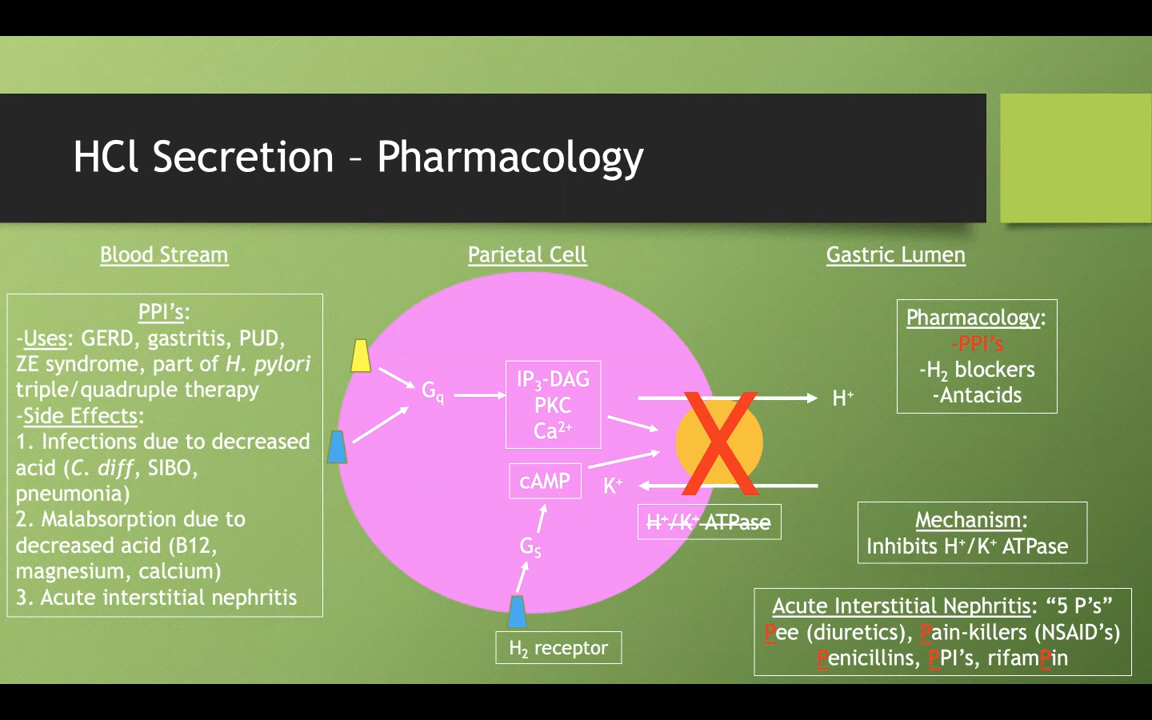 HCl Secretion – Pharmacology
Blood Stream
Parietal Cell
Gastric Lumen
PPI's:
-Uses: GERD, gastritis, PUD,
ZE syndrome, part of H. pylori
triple/quadruple therapy
-Side Effects:
1. Infections due to decreased
acid (C. diff, SIBO,
pneumonia)
2. Malabsorption due to
decreased acid (B12,
magnesium, calcium)
3. Acute interstitial nephritis
Gq
IP3-DAG
PKC
Ca2+
cAMP
K+
H+
H+/K+ ATPase
GS
H2 receptor
Pharmacology:
-PPI's
-H2 blockers
-Antacids
Mechanism:
Inhibits H+/K+ ATPase
Acute Interstitial Nephritis: “5 P's”
Pee (diuretics), Pain-killers (NSAID's)
Penicillins, PPI's, rifamPin